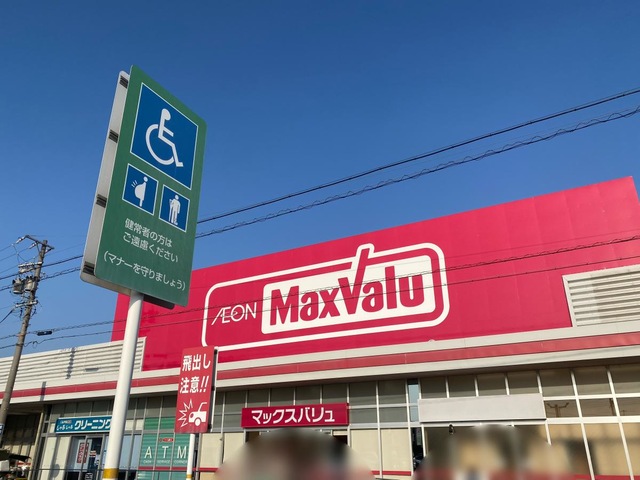 健常者の方は
ご遠慮ください
(マナーを守りましょう)
ÆON MaxValu
飛出し
注意!!
マックスバリュ
クリーニング
ATM